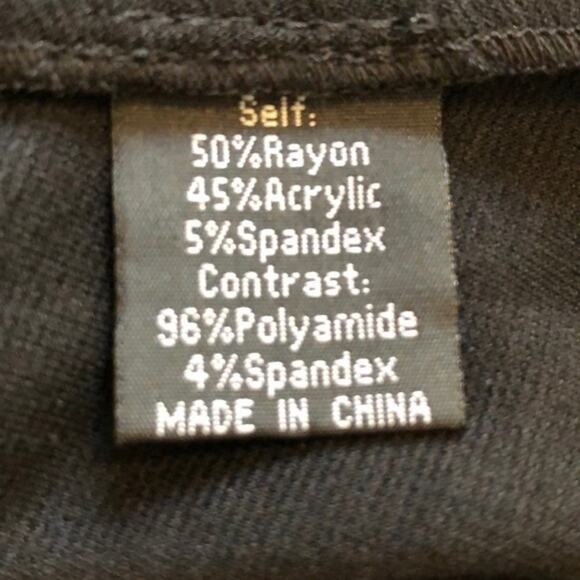 Self:
50%Rayon
45%Acrylic
5%Spandex
Contrast:
96%Polyamide
4%Spandex
MADE IN CHINA